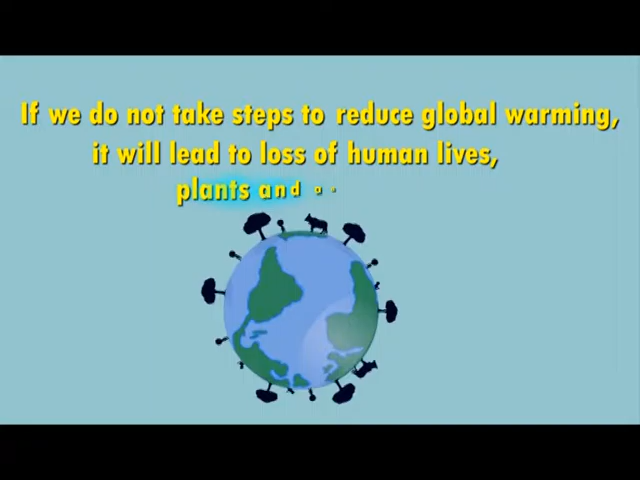 If we do not take steps to reduce global warming,
it will lead to loss of human lives,
plants and